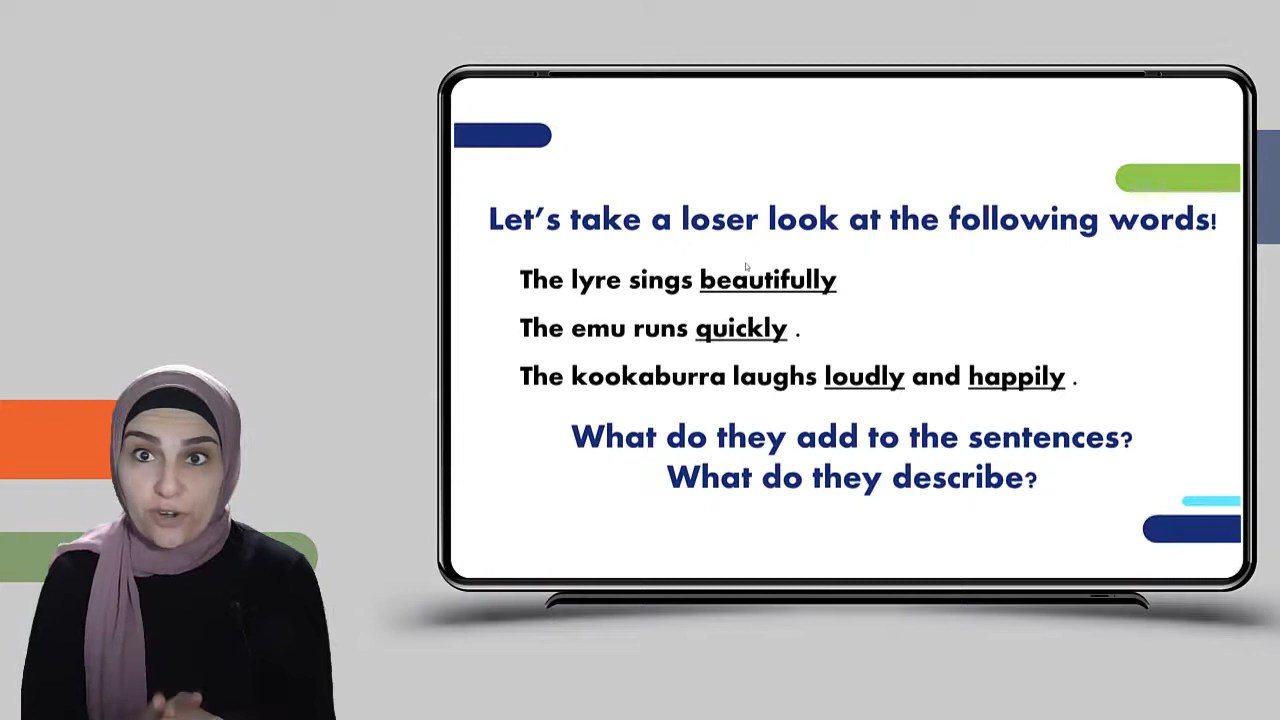 Let's take a loser look at the following words!
The lyre sings beautifully
The emu runs quickly .
The kookaburra laughs loudly and happily .
What do they add to the sentences?
What do they describe?